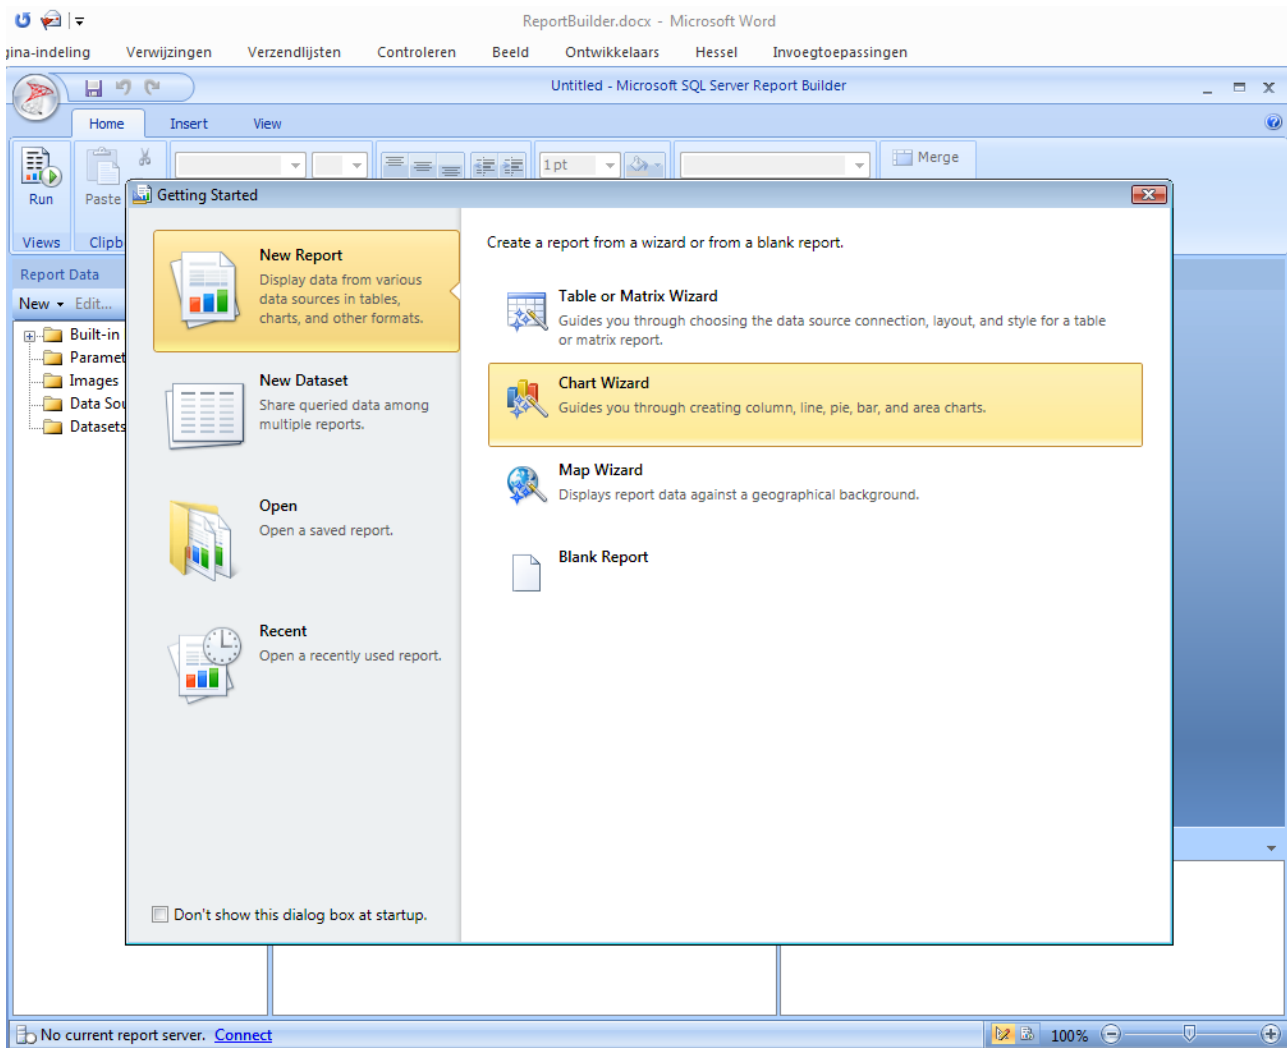 ReportBuilder.docx - Microsoft Word
gina-indeling Verwijzingen Verzendlijsten Controleren Beeld Ontwikkelaars Hessel Invoegtoepassingen
Untitled - Microsoft SQL Server Report Builder
Home Insert View
1 pt Merge
Run Paste
Views Clipb
Getting Started
Report Data
New Edit...
Built-in
Paramet
Images
Data Sou
Datasets
New Report
Display data from various
data sources in tables,
charts, and other formats.
New Dataset
Share queried data among
multiple reports.
Open
Open a saved report.
Recent
Open a recently used report.
Don't show this dialog box at startup.
Create a report from a wizard or from a blank report.
Table or Matrix Wizard
Guides you through choosing the data source connection, layout, and style for a table
or matrix report.
Chart Wizard
Guides you through creating column, line, pie, bar, and area charts.
Map Wizard
Displays report data against a geographical background.
Blank Report
No current report server. Connect
100%